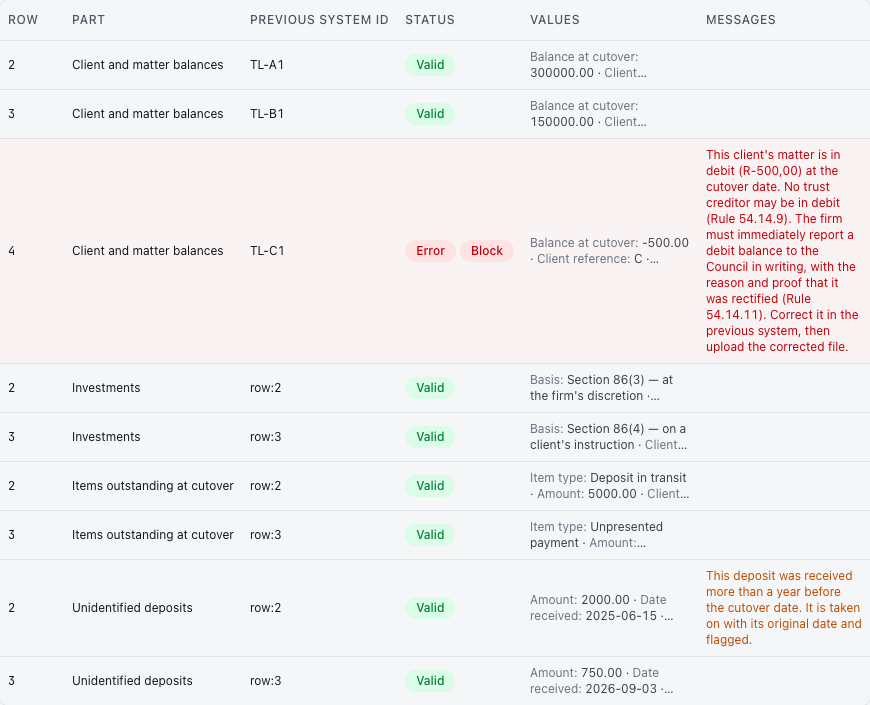 ROW PART PREVIOUS SYSTEM ID STATUS VALUES MESSAGES
2 Client and matter balances TL-A1 Valid Balance at cutover:
300000.00 · Client…
3 Client and matter balances TL-B1 Valid Balance at cutover:
150000.00 · Client…
4 Client and matter balances TL-C1 Error Block Balance at cutover: -500.00
· Client reference: C ·…
This client's matter is in
debit (R-500,00) at the
cutover date. No trust
creditor may be in debit
(Rule 54.14.9). The firm
must immediately report a
debit balance to the
Council in writing, with the
reason and proof that it
was rectified (Rule
54.14.11). Correct it in the
previous system, then
upload the corrected file.
2 Investments row:2 Valid Basis: Section 86(3) — at
the firm's discretion ·…
3 Investments row:3 Valid Basis: Section 86(4) — on a
client's instruction · Client…
2 Items outstanding at cutover row:2 Valid Item type: Deposit in transit
· Amount: 5000.00 · Client…
3 Items outstanding at cutover row:3 Valid Item type: Unpresented
payment · Amount:…
2 Unidentified deposits row:2 Valid Amount: 2000.00 · Date
received: 2025-06-15 ·…
This deposit was received
more than a year before
the cutover date. It is taken
on with its original date and
flagged.
3 Unidentified deposits row:3 Valid Amount: 750.00 · Date
received: 2026-09-03 ·…